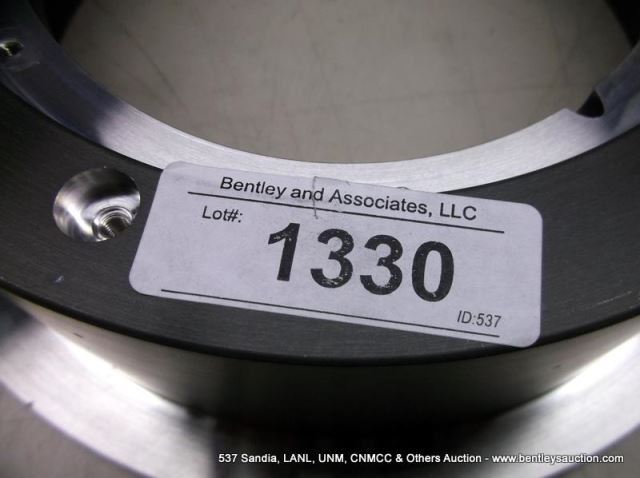 Bentley and Associates, LLC
Lot#:
1330
ID:537
537 Sandia, LANL, UNM, CNMCC & Others Auction - www.bentleysauction.com